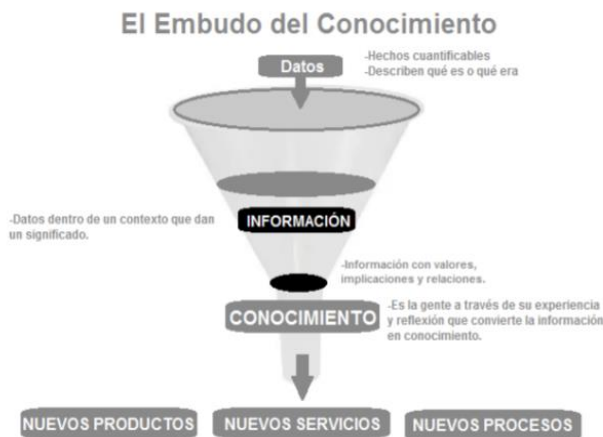 El Embudo del Conocimiento
Datos
-Hechos cuantificables
-Describen qué es o qué era
INFORMACIÓN
-Datos dentro de un contexto que dan
un significado.
-Información con valores,
implicaciones y relaciones.
CONOCIMIENTO
-Es la gente a través de su experiencia
y reflexión que convierte la información
en conocimiento.
NUEVOS PRODUCTOS
NUEVOS SERVICIOS
NUEVOS PROCESOS